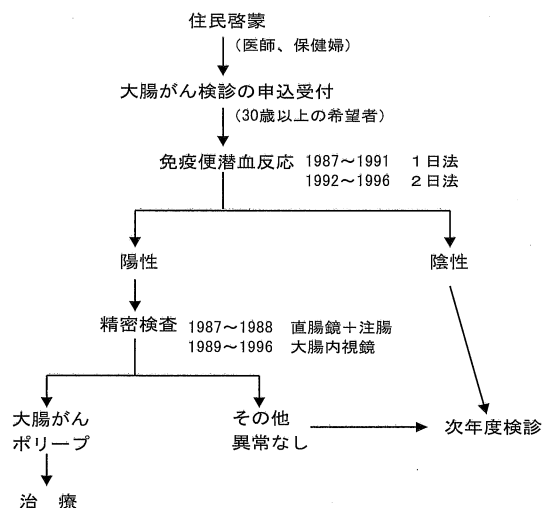 住民啓蒙
(医師、保健婦)
大腸がん検診の申込受付
(30歳以上の希望者)
免疫便潜血反応 1987～1991 1日法
1992～1996 2日法
陽性
陰性
精密検査 1987～1988 直腸鏡＋注腸
1989～1996 大腸内視鏡
大腸がん
ポリープ
その他
異常なし
次年度検診
治 療